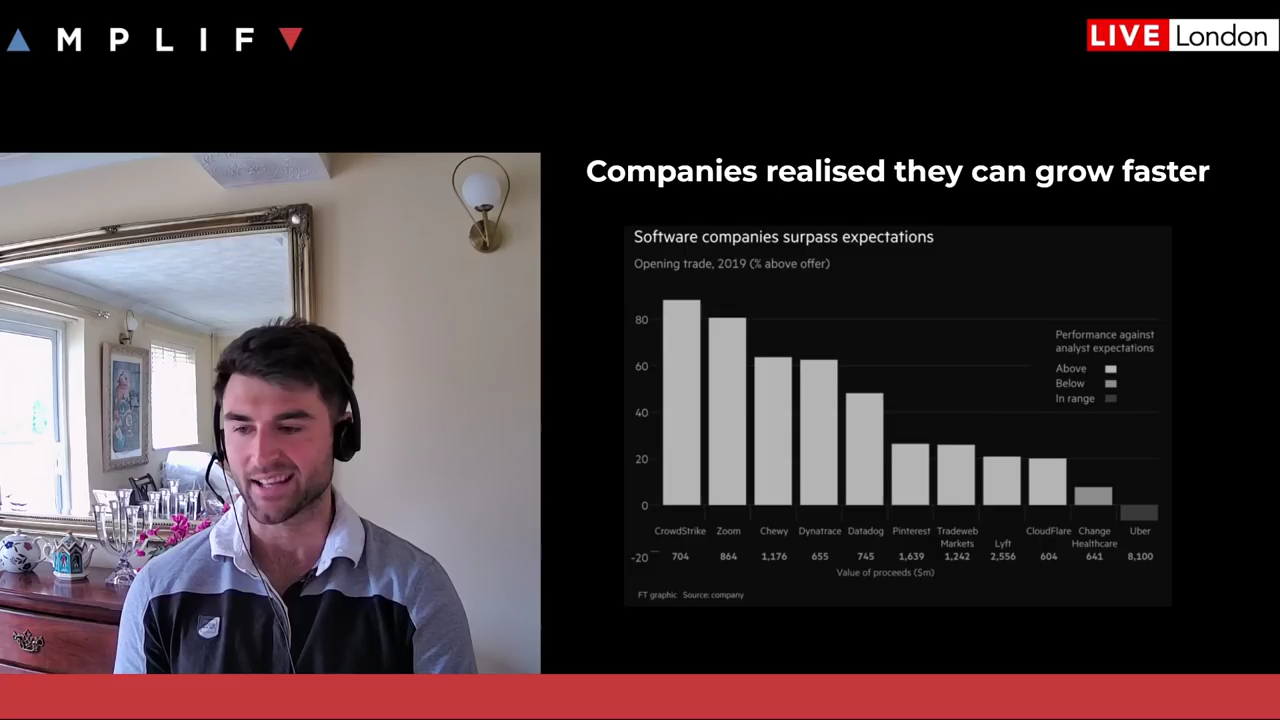 MPLIF
LIVE London
Companies realised they can grow faster
Software companies surpass expectations
Opening trade, 2019 (% above offer)
80
60
40
20
0
-20
Performance against
analyst expectations
Above
Below
In range
CrowdStrike Zoom Chewy Dynatrace Datadog Pinterest Tradeweb Markets Lyft CloudFlare Change Healthcare Uber
704 864 1,176 655 745 1,639 1,242 2,556 604 641 8,100
Value of proceeds ($m)
FT graphic Source: company